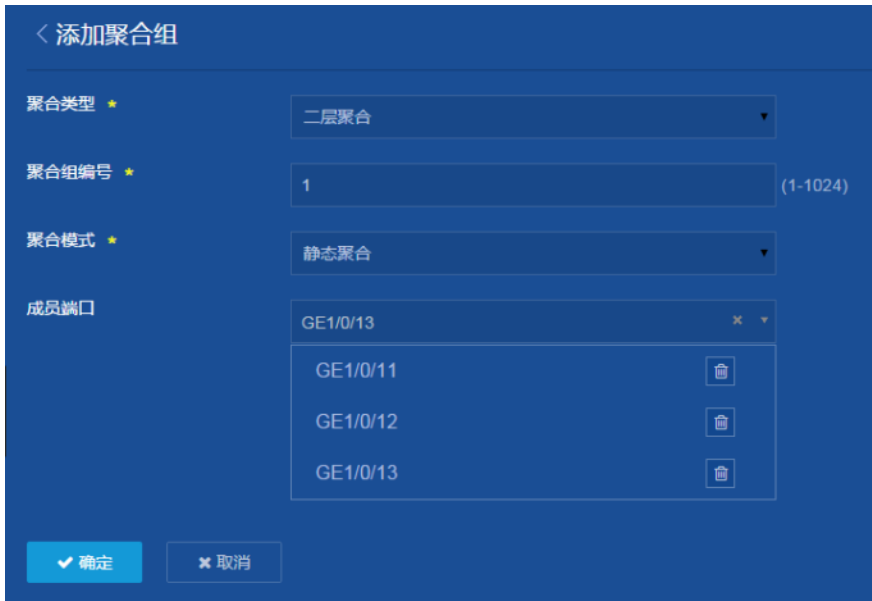 添加聚合组
聚合类型 ★
二层聚合
聚合组编号 ★
1
(1-1024)
聚合模式 ★
静态聚合
成员端口
GE1/0/13
GE1/0/11
GE1/0/12
GE1/0/13
确定
取消